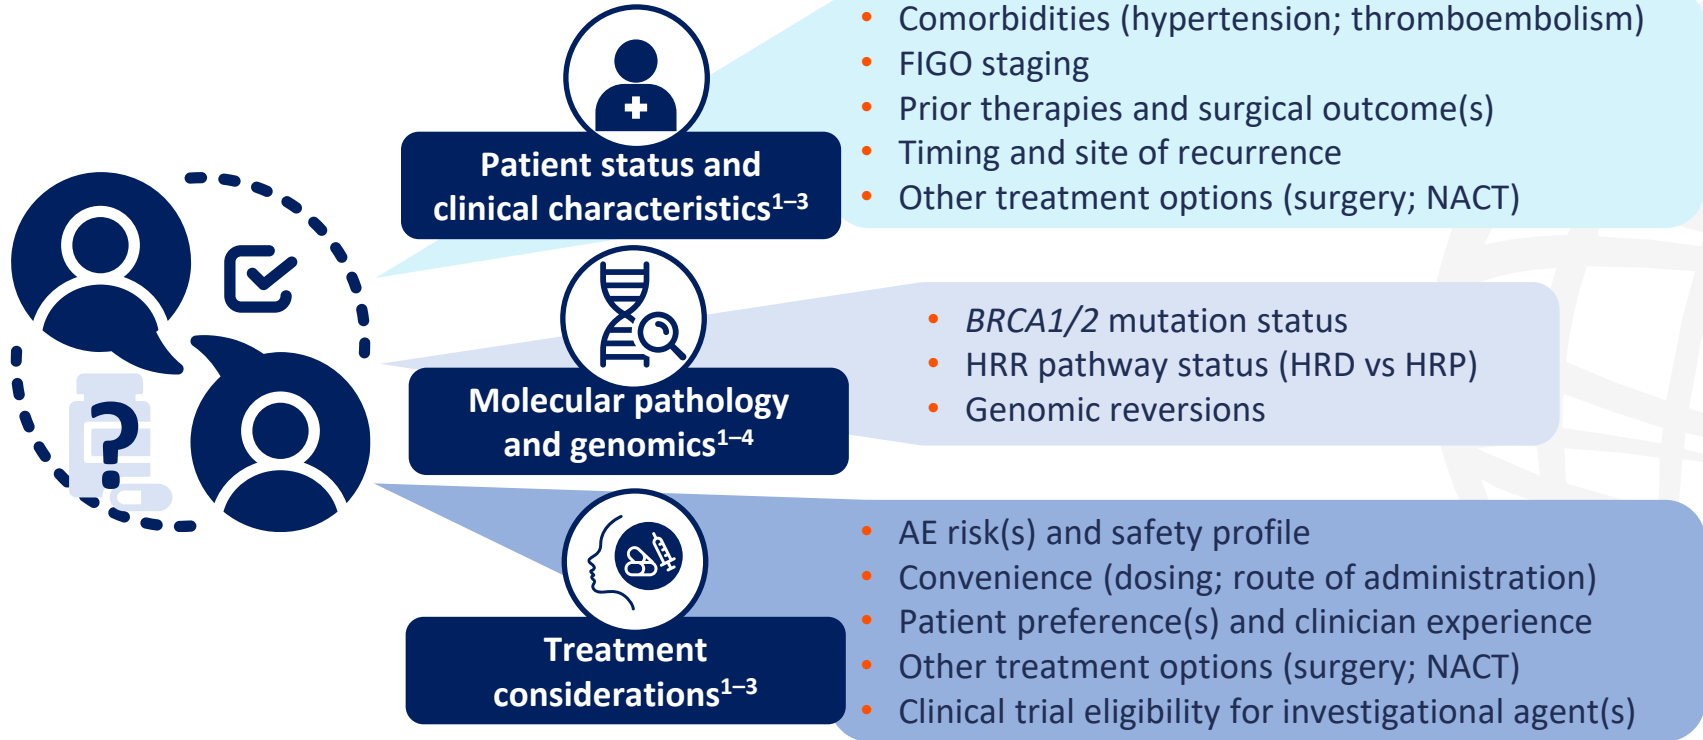 • Comorbidities (hypertension; thromboembolism)
• FIGO staging
• Prior therapies and surgical outcome(s)
• Timing and site of recurrence
• Other treatment options (surgery; NACT)
Patient status and
clinical characteristics¹⁻³
• BRCA1/2 mutation status
• HRR pathway status (HRD vs HRP)
• Genomic reversions
Molecular pathology
and genomics¹⁻⁴
?
• AE risk(s) and safety profile
• Convenience (dosing; route of administration)
• Patient preference(s) and clinician experience
• Other treatment options (surgery; NACT)
• Clinical trial eligibility for investigational agent(s)
Treatment
considerations¹⁻³